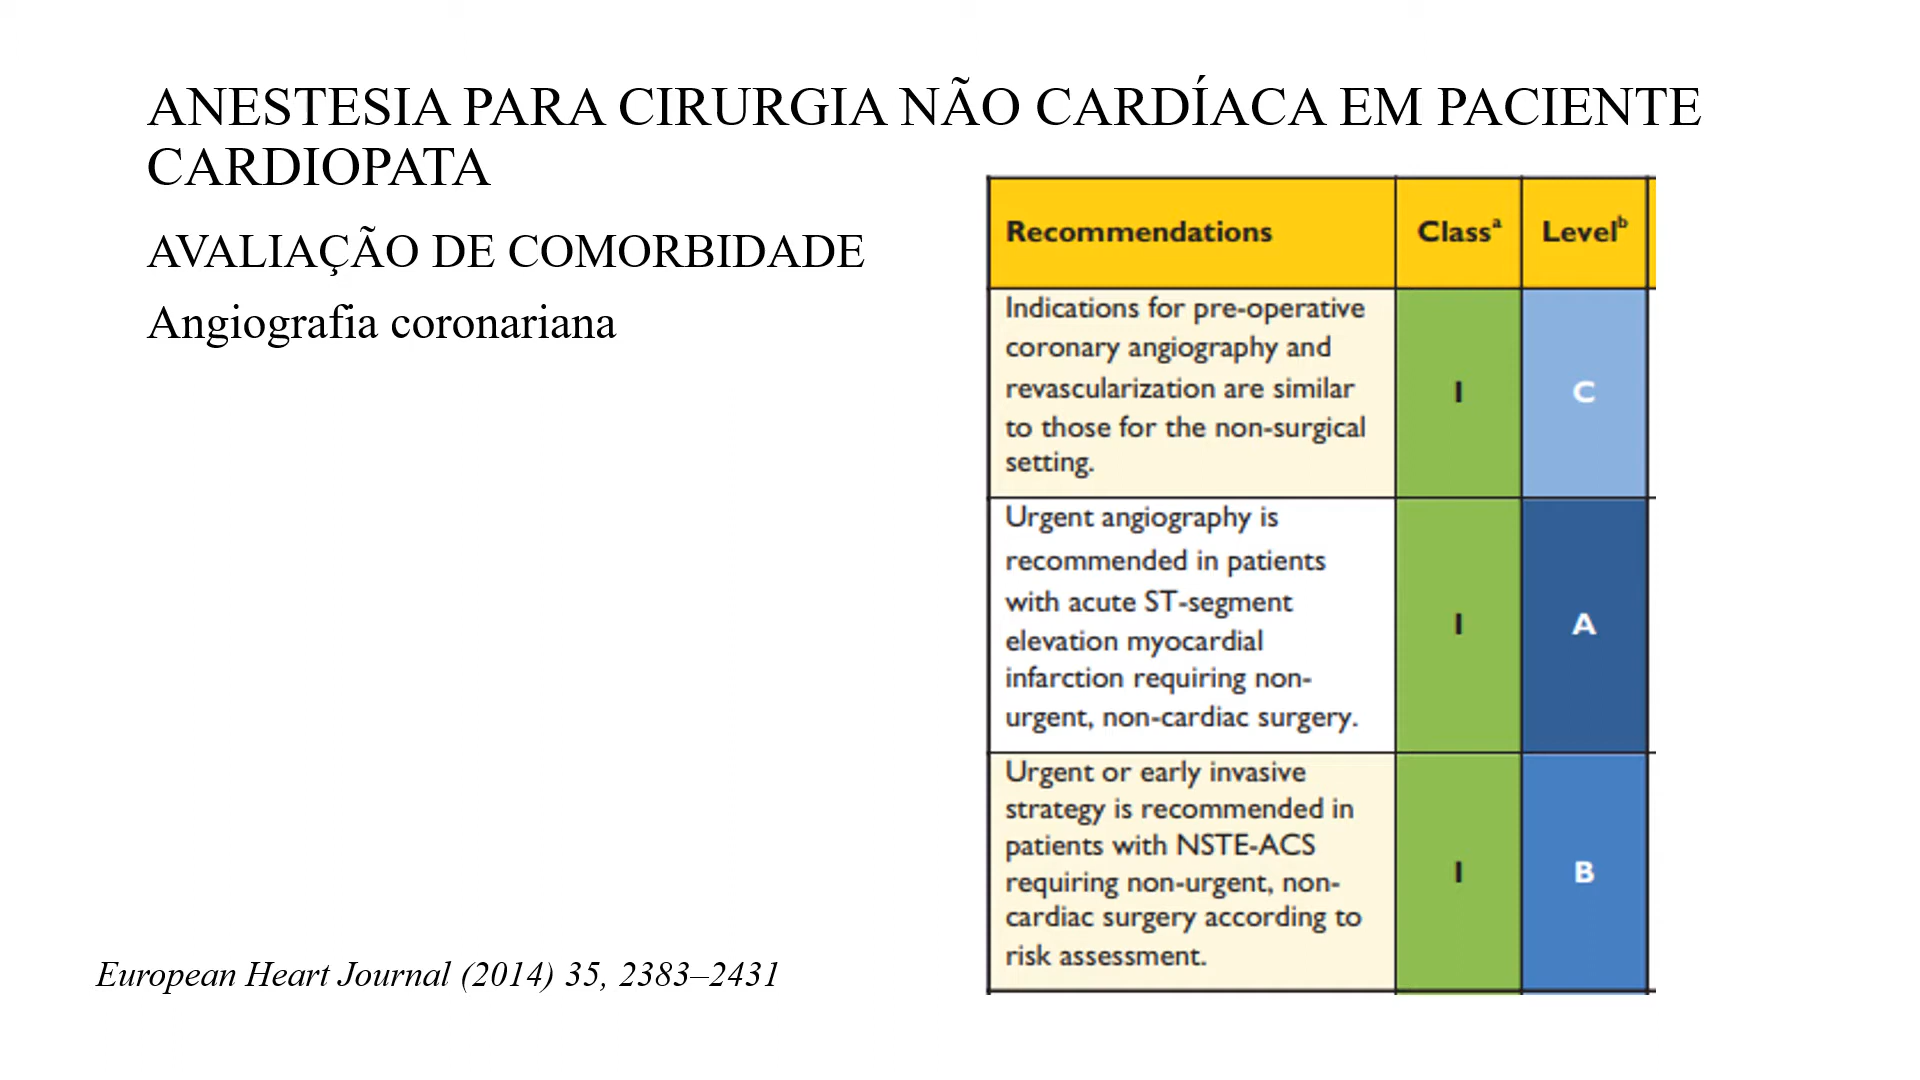 ANESTESIA PARA CIRURGIA NÃO CARDÍACA EM PACIENTE
CARDIOPATA
AVALIAÇÃO DE COMORBIDADE
Angiografia coronariana
Recommendations Classᵃ Levelᵇ
Indications for pre-operative
coronary angiography and
revascularization are similar
to those for the non-surgical
setting.
I C
Urgent angiography is
recommended in patients
with acute ST-segment
elevation myocardial
infarction requiring non-
urgent, non-cardiac surgery.
I A
Urgent or early invasive
strategy is recommended in
patients with NSTE-ACS
requiring non-urgent, non-
cardiac surgery according to
risk assessment.
I B
European Heart Journal (2014) 35, 2383–2431